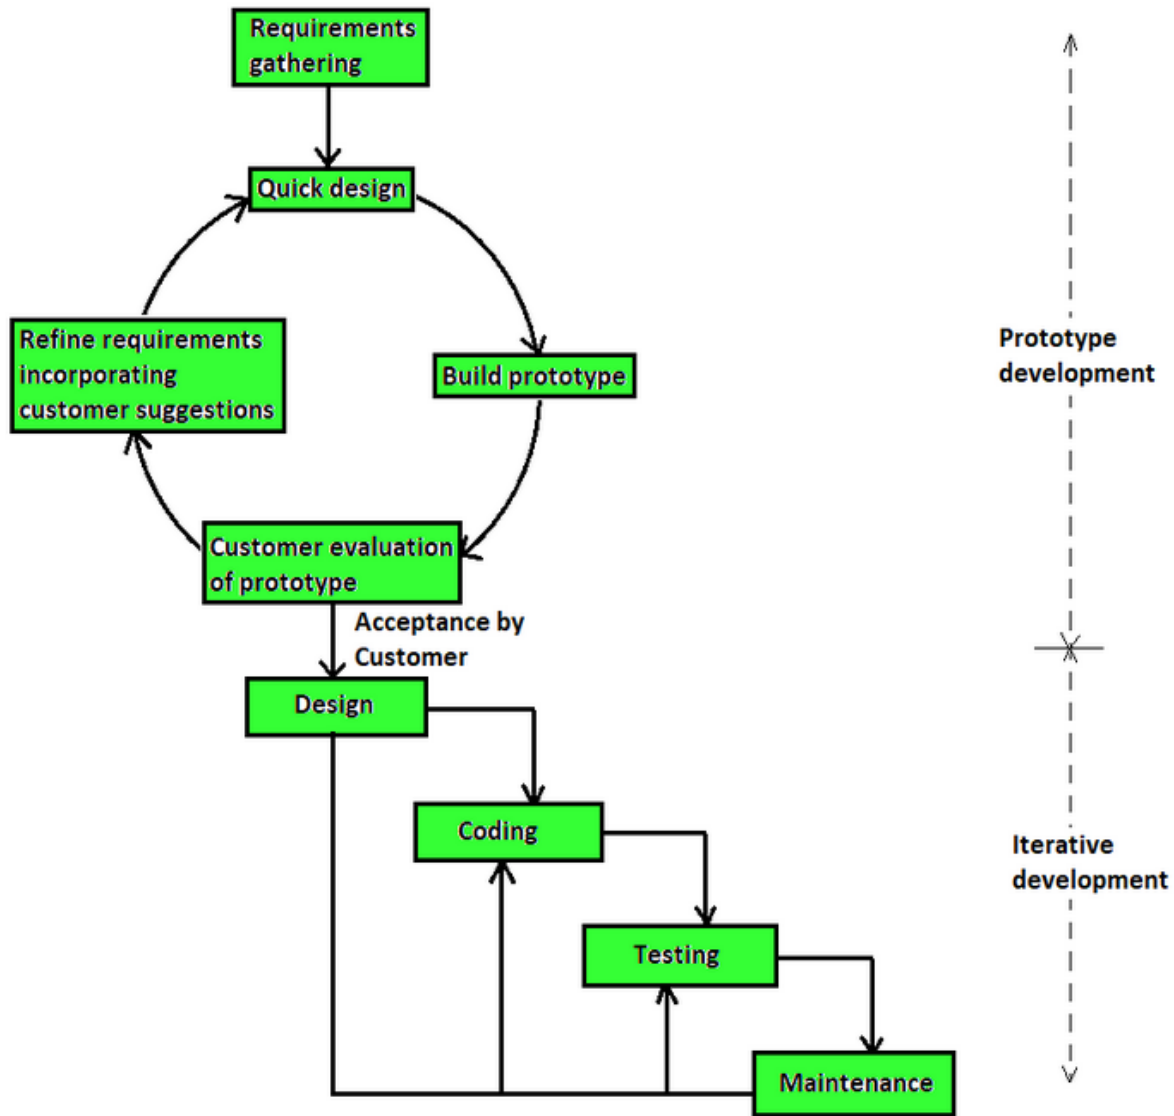 Requirements
gathering
Quick design
Refine requirements
incorporating
customer suggestions
Build prototype
Prototype
development
Customer evaluation
of prototype
Acceptance by
Customer
Design
Coding
Iterative
development
Testing
Maintenance